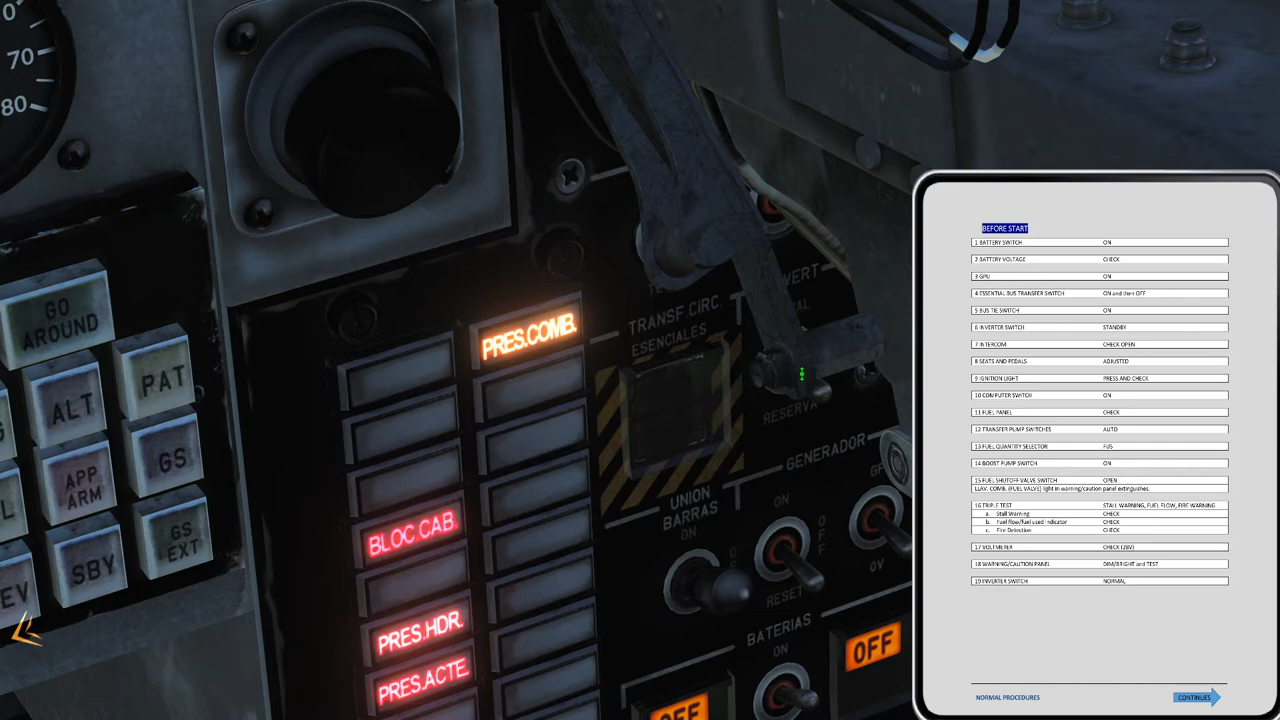 0
70
80
GO
AROUND
PAT
ALT
GS
APP
ARM
GS
EXT
SBY
EV
PRES.COMB.
BLOC.CAB.
PRES.HDR.
PRES.ACTE.
TRANSF.CIRC.
ESENCIALES
RESERVA
GENERADOR
UNION
BARRAS
ON
ON
OFF
RESET
BATERIAS
ON
OFF
OFF
BEFORE START
1 BATTERY SWITCH ON
2 BATTERY VOLTAGE CHECK
3 GPU ON
4 ESSENTIAL BUS TRANSFER SWITCH ON and then OFF
5 BUS TIE SWITCH ON
6 INVERTER SWITCH STANDBY
7 INTERCOM CHECK OPEN
8 SEATS AND PEDALS ADJUSTED
9 IGNITION LIGHT PRESS AND CHECK
10 COMPUTER SWITCH ON
11 FUEL PANEL CHECK
12 TRANSFER PUMP SWITCHES AUTO
13 FUEL QUANTITY SELECTOR FUS
14 BOOST PUMP SWITCH ON
15 FUEL SHUTOFF VALVE SWITCH OPEN
LLAV. COMB. (FUEL VALVE) light in warning/caution panel extinguishes.
16 TRIPLE TEST STALL WARNING, FUEL FLOW, FIRE WARNING
a. Stall Warning CHECK
b. Fuel flow/fuel used indicator CHECK
c. Fire Detection CHECK
17 VOLTMETER CHECK (28V)
18 WARNING/CAUTION PANEL DIM/BRIGHT and TEST
19 INVERTER SWITCH NORMAL
NORMAL PROCEDURES
CONTINUES